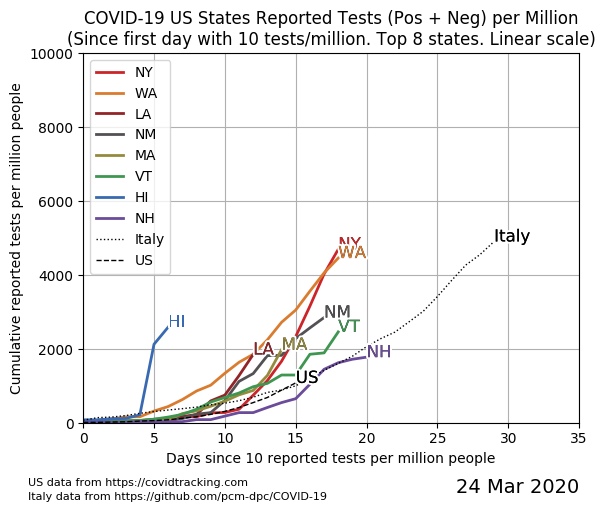 COVID-19 US States Reported Tests (Pos + Neg) per Million
(Since first day with 10 tests/million. Top 8 states. Linear scale)
Cumulative reported tests per million people
10000
8000
6000
4000
2000
0
NY
WA
LA
NM
MA
VT
HI
NH
Italy
US
NY
WA
Italy
NM
VT
HI
LA
MA
NH
US
0 5 10 15 20 25 30 35
Days since 10 reported tests per million people
US data from https://covidtracking.com
Italy data from https://github.com/pcm-dpc/COVID-19
24 Mar 2020